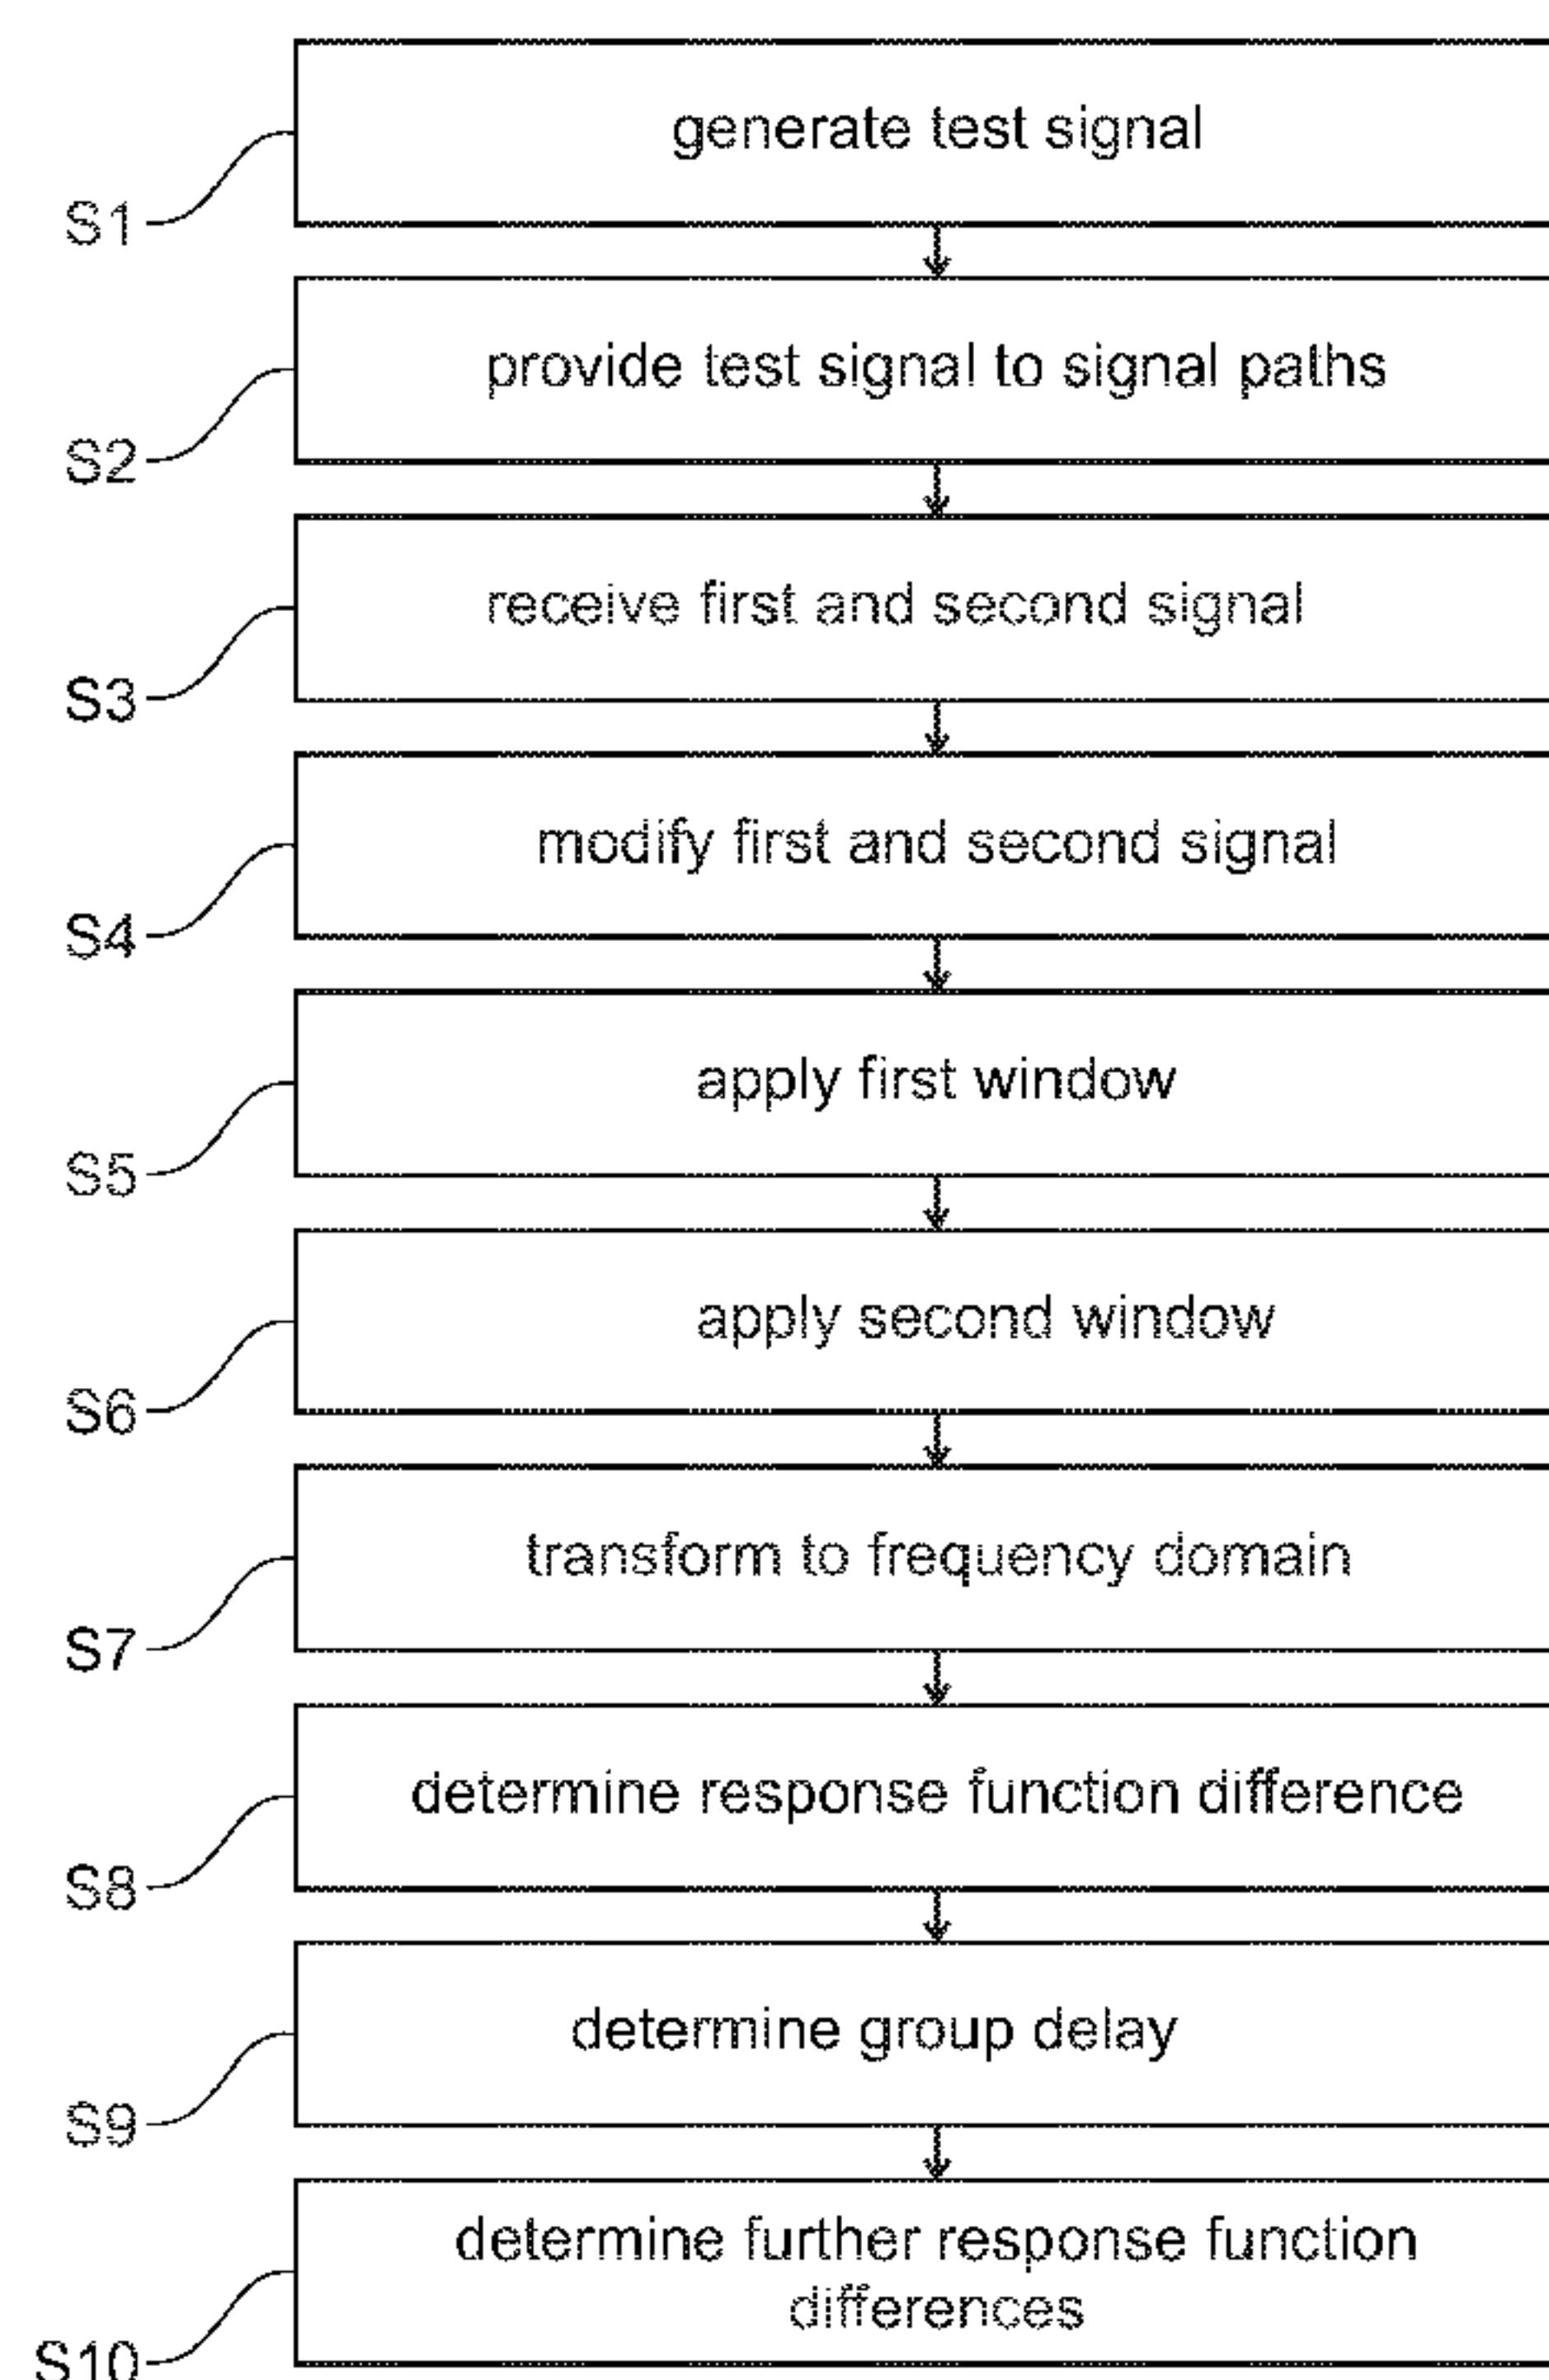 generate test signal
S1
provide test signal to signal paths
S2
receive first and second signal
S3
modify first and second signal
S4
apply first window
S5
apply second window
S6
transform to frequency domain
S7
determine response function difference
S8
determine group delay
S9
determine further response function
differences
S10